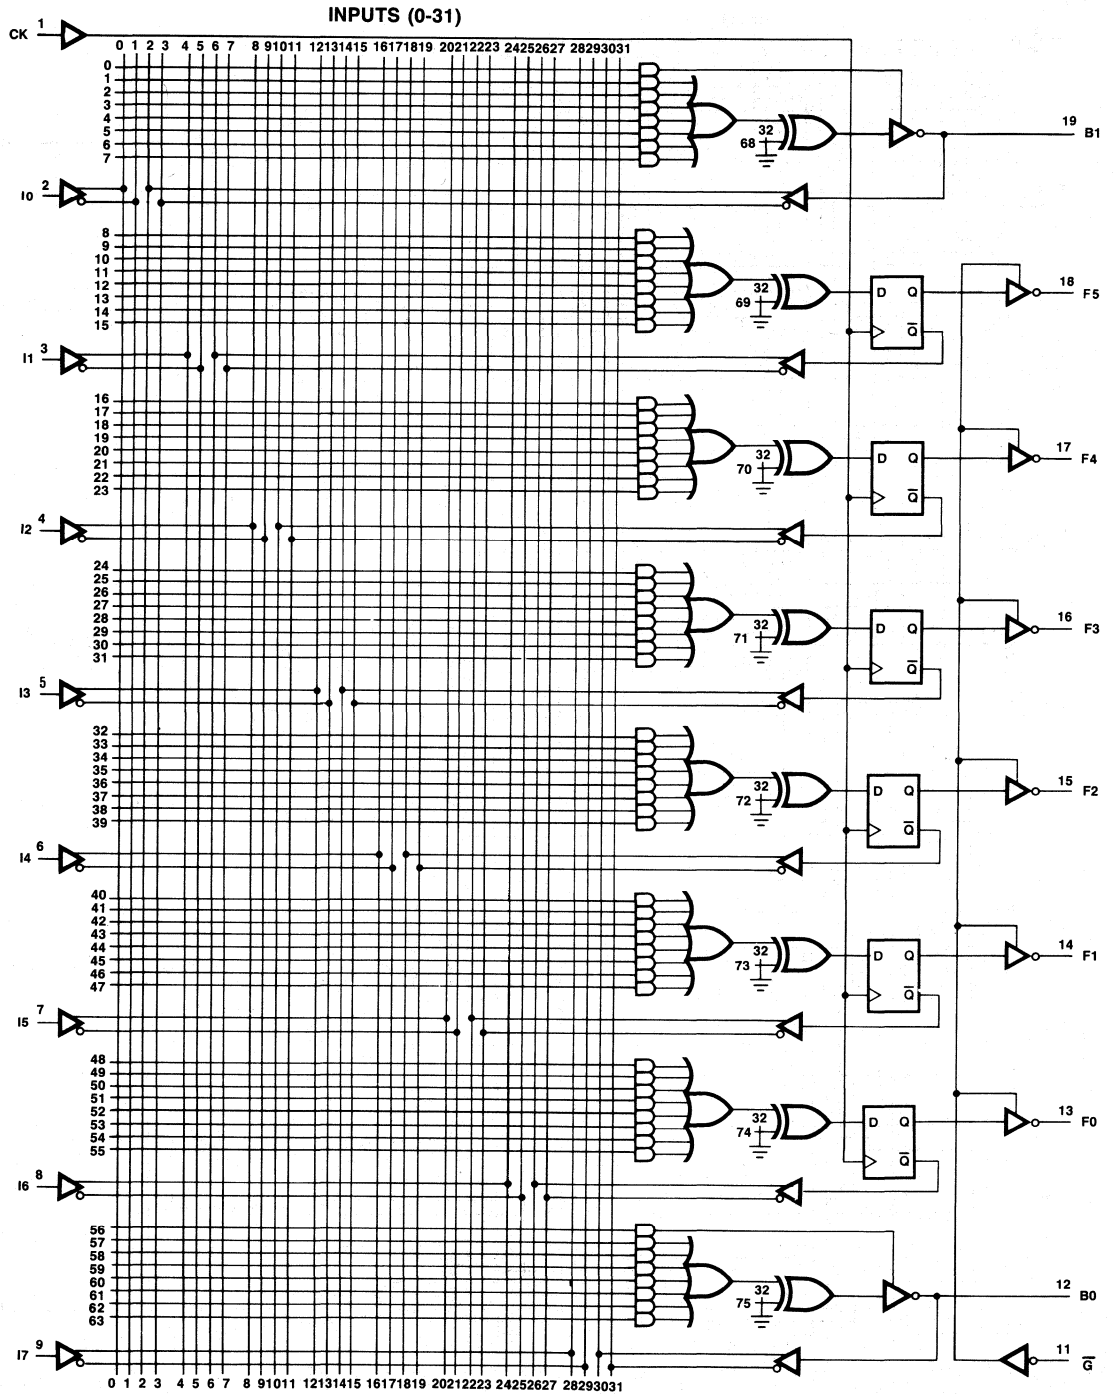 INPUTS (0-31)
CK 1
0 1 2 3 4 5 6 7 8 9 10 11 12 13 14 15 16 17 18 19 20 21 22 23 24 25 26 27 28 29 30 31
0
1
2
3
4
5
6
7
32
68
19 B1
I0 2
8
9
10
11
12
13
14
15
32
69
D Q
Q̅
18 F5
I1 3
16
17
18
19
20
21
22
23
32
70
D Q
Q̅
17 F4
I2 4
24
25
26
27
28
29
30
31
32
71
D Q
Q̅
16 F3
I3 5
32
33
34
35
36
37
38
39
32
72
D Q
Q̅
15 F2
I4 6
40
41
42
43
44
45
46
47
32
73
D Q
Q̅
14 F1
I5 7
48
49
50
51
52
53
54
55
32
74
D Q
Q̅
13 F0
I6 8
56
57
58
59
60
61
62
63
32
75
12 B0
I7 9
11 G̅
0 1 2 3 4 5 6 7 8 9 10 11 12 13 14 15 16 17 18 19 20 21 22 23 24 25 26 27 28 29 30 31